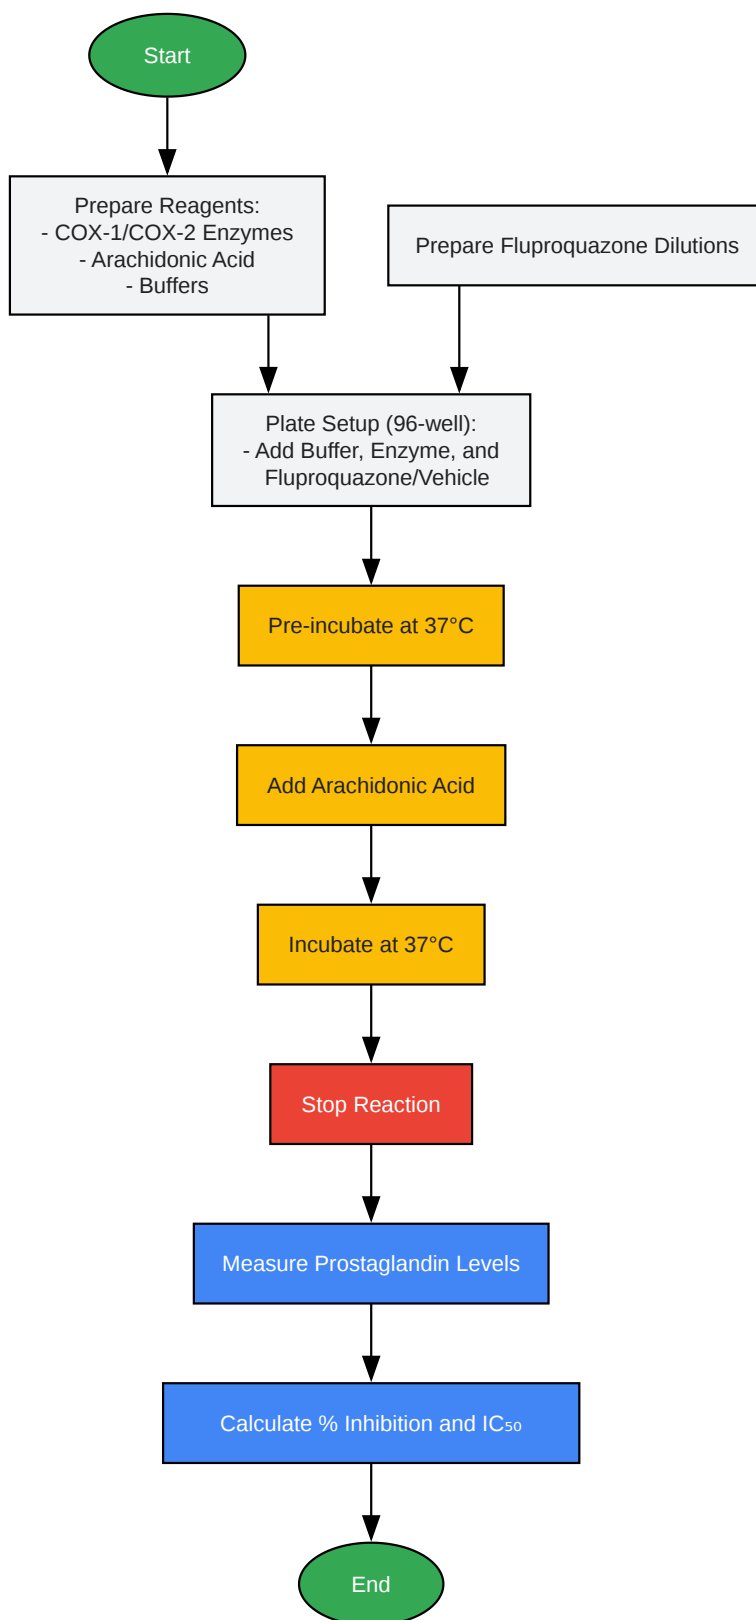 Start
Prepare Reagents:
- COX-1/COX-2 Enzymes
- Arachidonic Acid
- Buffers
Prepare Fluproquazone Dilutions
Plate Setup (96-well):
- Add Buffer, Enzyme, and
Fluproquazone/Vehicle
Pre-incubate at 37°C
Add Arachidonic Acid
Incubate at 37°C
Stop Reaction
Measure Prostaglandin Levels
Calculate % Inhibition and IC₅₀
End